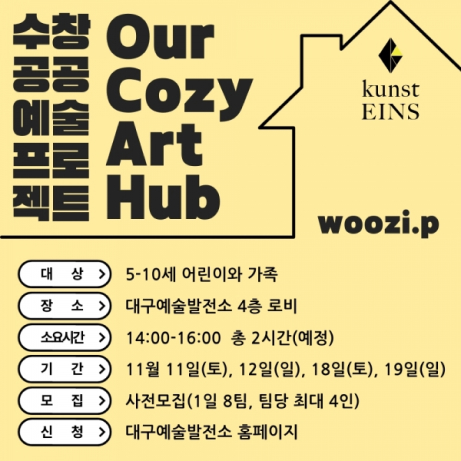 수창
공공
예술
프로
젝트
Our
Cozy
Art
Hub
kunst
EINS
woozi.p
대 상 > 5-10세 어린이와 가족
장 소 > 대구예술발전소 4층 로비
소요시간 > 14:00-16:00 총 2시간(예정)
기 간 > 11월 11일(토), 12일(일), 18일(토), 19일(일)
모 집 > 사전모집(1일 8팀, 팀당 최대 4인)
신 청 > 대구예술발전소 홈페이지